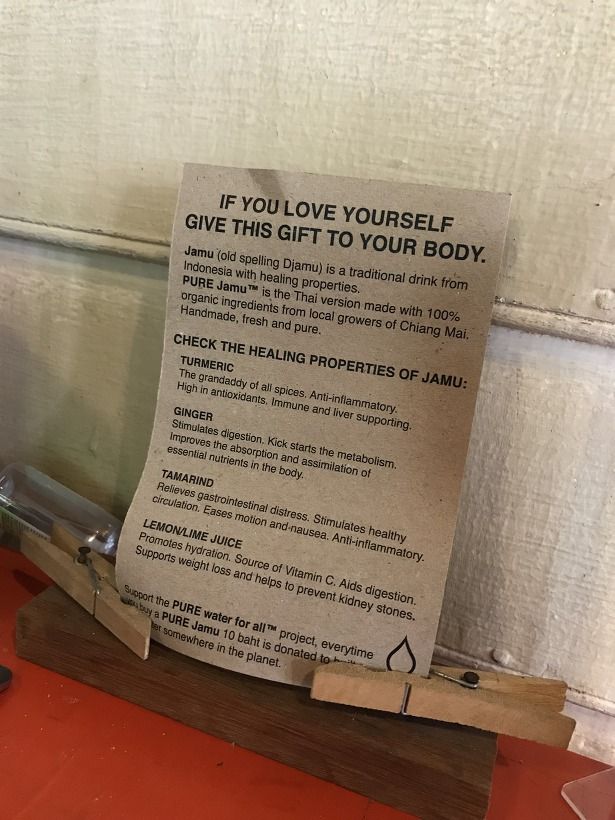 IF YOU LOVE YOURSELF
GIVE THIS GIFT TO YOUR BODY.
Jamu (old spelling Djamu) is a traditional drink from
Indonesia with healing properties.
PURE Jamu™ is the Thai version made with 100%
organic ingredients from local growers of Chiang Mai.
Handmade, fresh and pure.
CHECK THE HEALING PROPERTIES OF JAMU:
TURMERIC
The grandaddy of all spices. Anti-inflammatory.
High in antioxidants. Immune and liver supporting.
GINGER
Stimulates digestion. Kick starts the metabolism.
Improves the absorption and assimilation of
essential nutrients in the body.
TAMARIND
Relieves gastrointestinal distress. Stimulates healthy
circulation. Eases motion and nausea. Anti-inflammatory.
LEMON/LIME JUICE
Promotes hydration. Source of Vitamin C. Aids digestion.
Supports weight loss and helps to prevent kidney stones.
Support the PURE water for all™ project, everytime
buy a PURE Jamu 10 baht is donated to
somewhere in the planet.